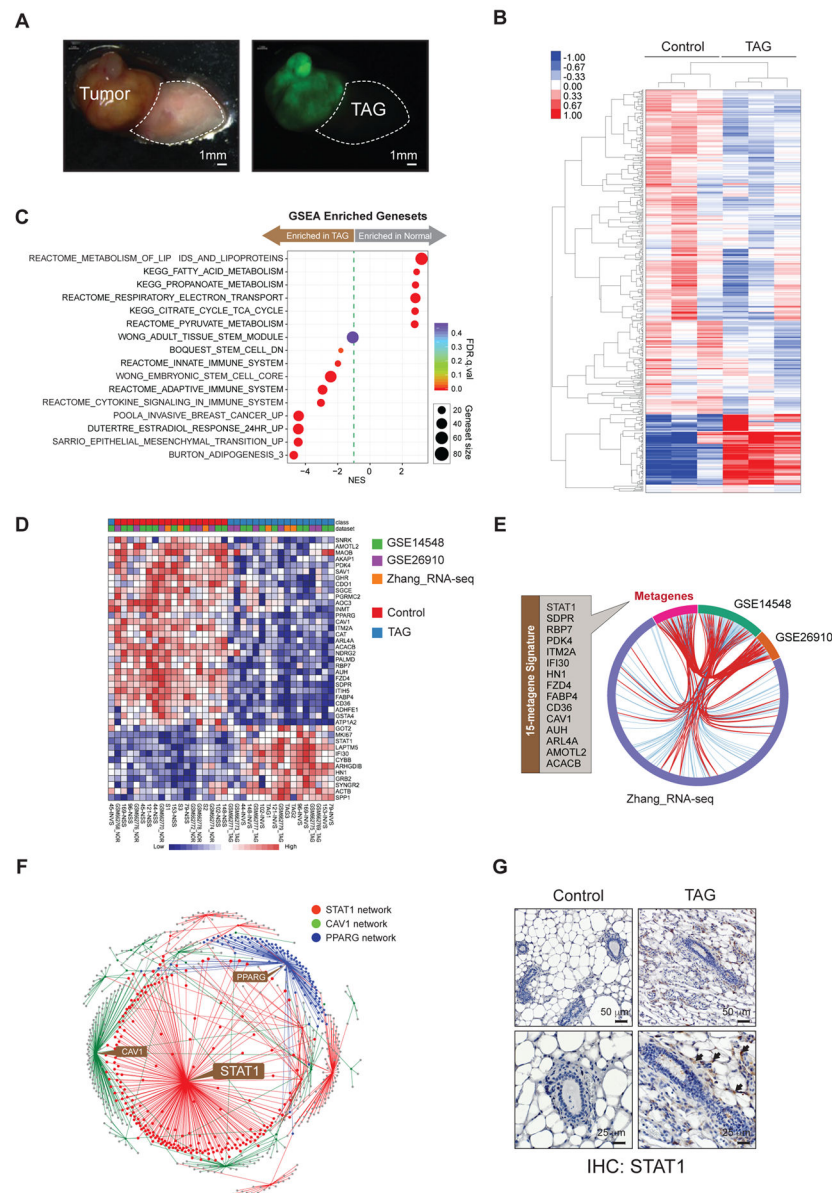 A
Tumor
1mm
TAG
1mm
B
Control
TAG
-1.00
-0.67
-0.33
0.00
0.33
0.67
1.00
C
GSEA Enriched Genesets
Enriched in TAG
Enriched in Normal
REACTOME_METABOLISM_OF_LIP IDS_AND_LIPOPROTEINS
KEGG_FATTY_ACID_METABOLISM
KEGG_PROPANOATE_METABOLISM
REACTOME_RESPIRATORY_ELECTRON_TRANSPORT
KEGG_CITRATE_CYCLE_TCA_CYCLE
REACTOME_PYRUVATE_METABOLISM
WONG_ADULT_TISSUE_STEM_MODULE
BOQUEST_STEM_CELL_DN
REACTOME_INNATE_IMMUNE_SYSTEM
WONG_EMBRYONIC_STEM_CELL_CORE
REACTOME_ADAPTIVE_IMMUNE_SYSTEM
REACTOME_CYTOKINE_SIGNALING_IN_IMMUNE_SYSTEM
POOLA_INVASIVE_BREAST_CANCER_UP
DUTERTRE_ESTRADIOL_RESPONSE_24HR_UP
SARRIO_EPITHELIAL_MESENCHYMAL_TRANSITION_UP
BURTON_ADIPOGENESIS_3
−4
−2
0
2
NES
0.4
0.3
0.2
0.1
0.0
FDR.q.val
20
40
60
80
Geneset size
D
class
dataset
SNRK
AMOTL2
MAOB
AKAP1
PDK4
SAV1
GHR
CDO1
SGCE
PGRMC2
AOC3
INMT
PPARG
CAV1
ITM2A
CAT
ARL4A
ACACB
NDRG2
PALMD
RBP7
AUH
FZD4
SDPR
ITIH5
FABP4
CD36
ADHFE1
GSTA4
ATP1A2
GOT2
MKI67
STAT1
LAPTM5
IFI30
CYBB
ARHGDIB
HN1
GRB2
SYNGR2
ACTB
SPP1
GSE14548
GSE26910
Zhang_RNA-seq
Control
TAG
Low
High
E
15-metagene Signature
STAT1
SDPR
RBP7
PDK4
ITM2A
IFI30
HN1
FZD4
FABP4
CD36
CAV1
AUH
ARL4A
AMOTL2
ACACB
Metagenes
GSE14548
GSE26910
Zhang_RNA-seq
F
STAT1 network
CAV1 network
PPARG network
PPARG
CAV1
STAT1
G
Control
TAG
50 μm
50 μm
25 μm
25 μm
IHC: STAT1